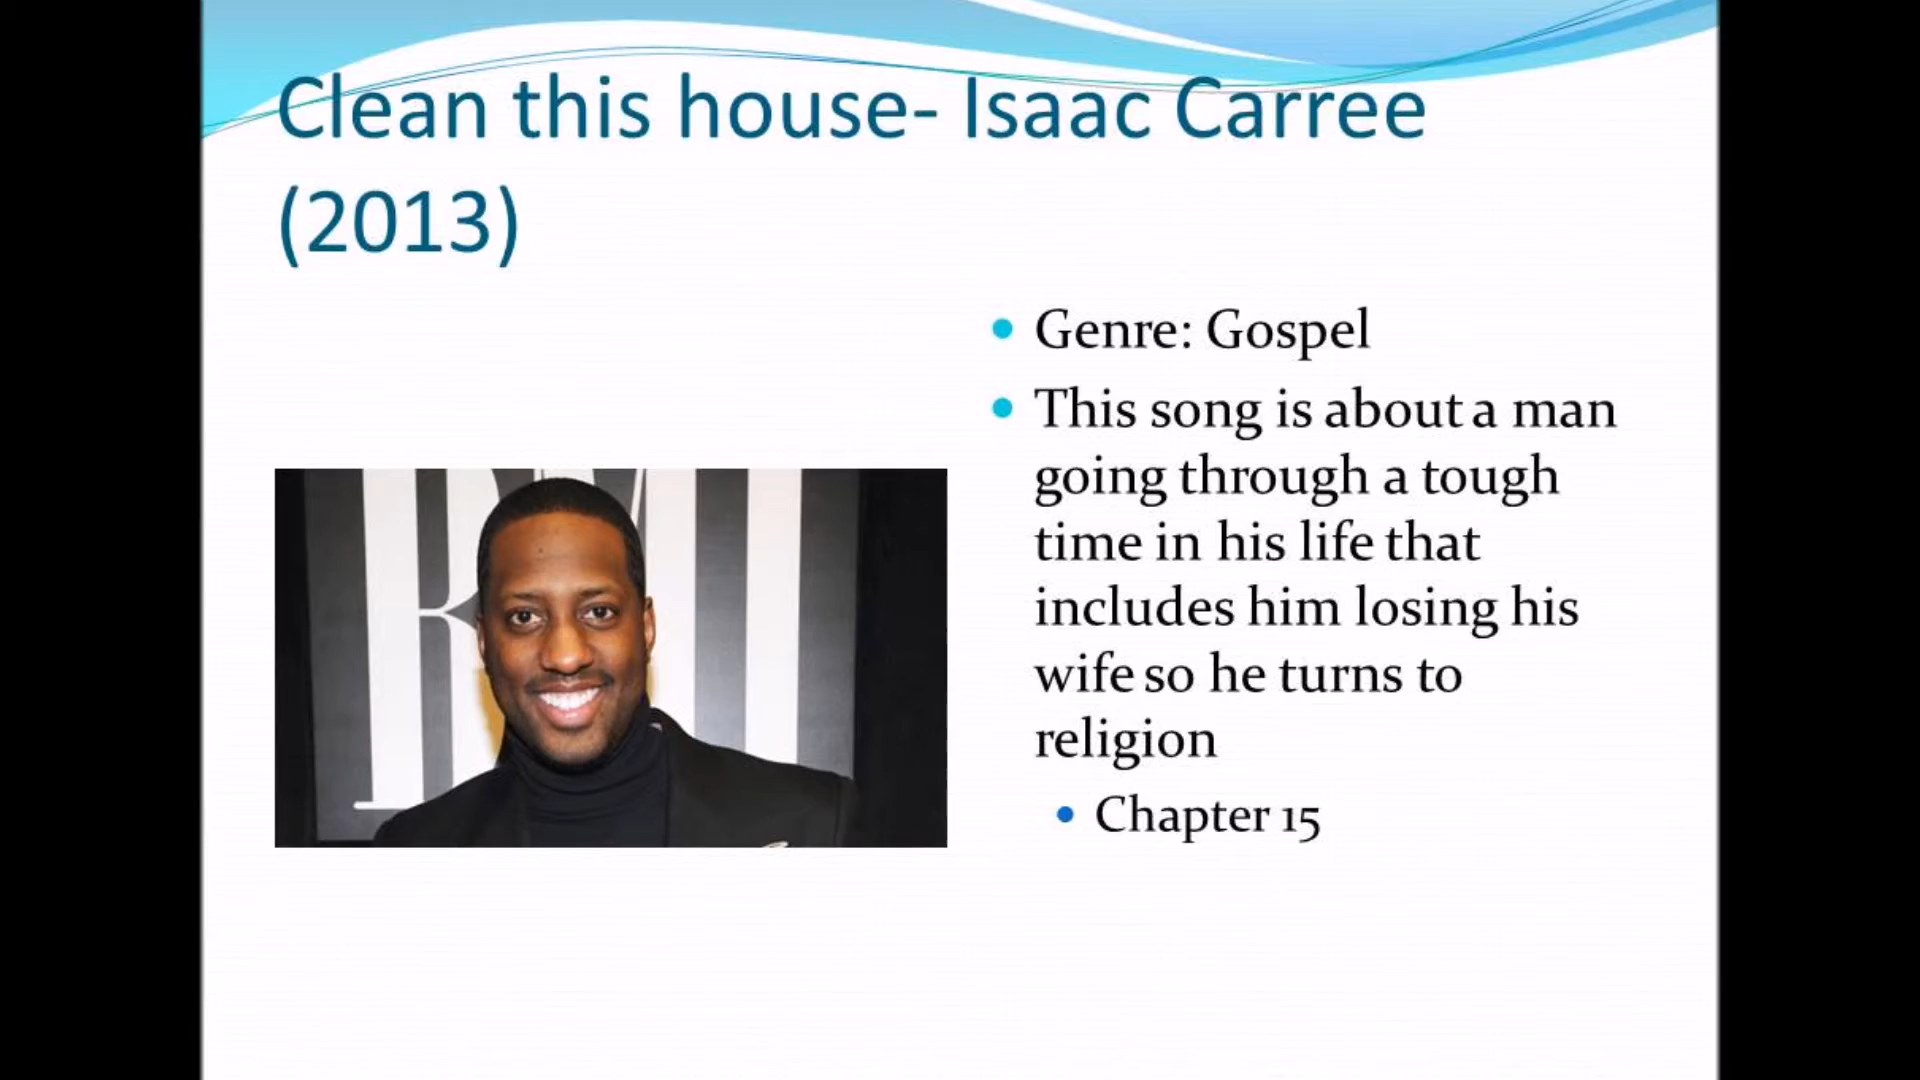 Clean this house- Isaac Carree
(2013)
Genre: Gospel
This song is about a man
going through a tough
time in his life that
includes him losing his
wife so he turns to
religion
Chapter 15
BMI